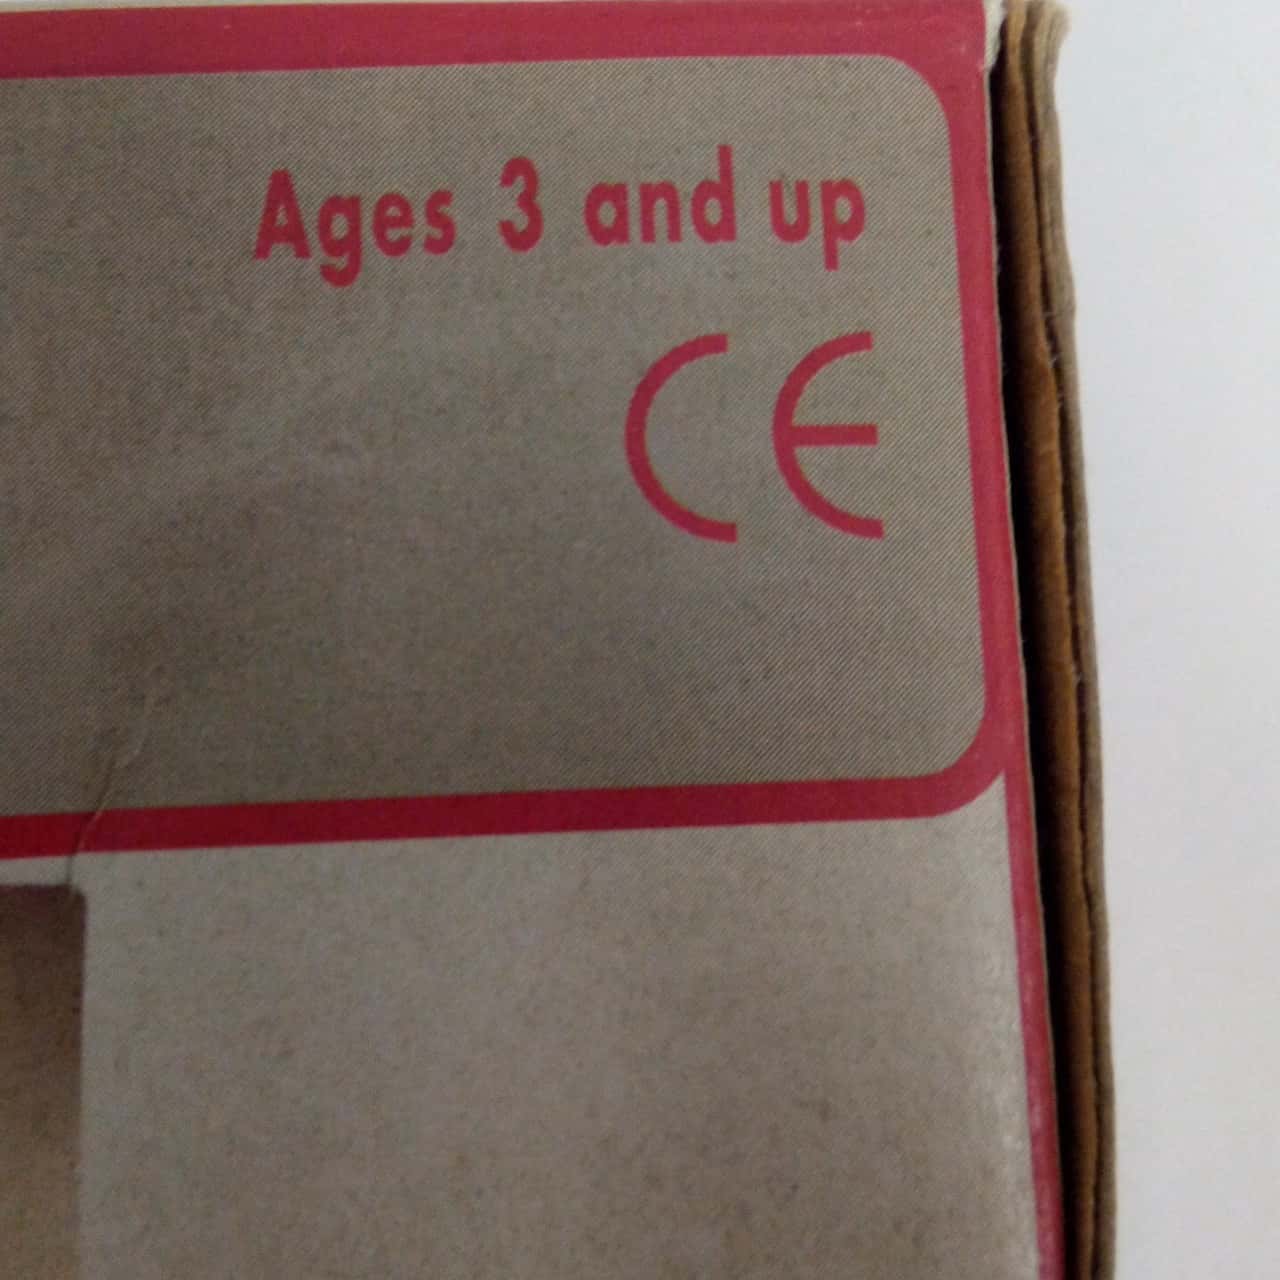 Ages 3 and up
CE